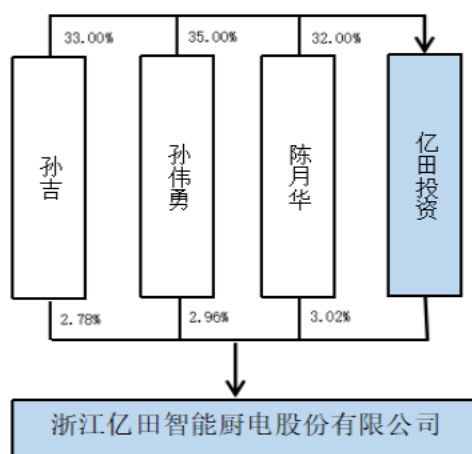 33.00%
35.00%
32.00%
孙吉
孙伟勇
陈月华
亿田投资
2.78%
2.96%
3.02%
浙江亿田智能厨电股份有限公司